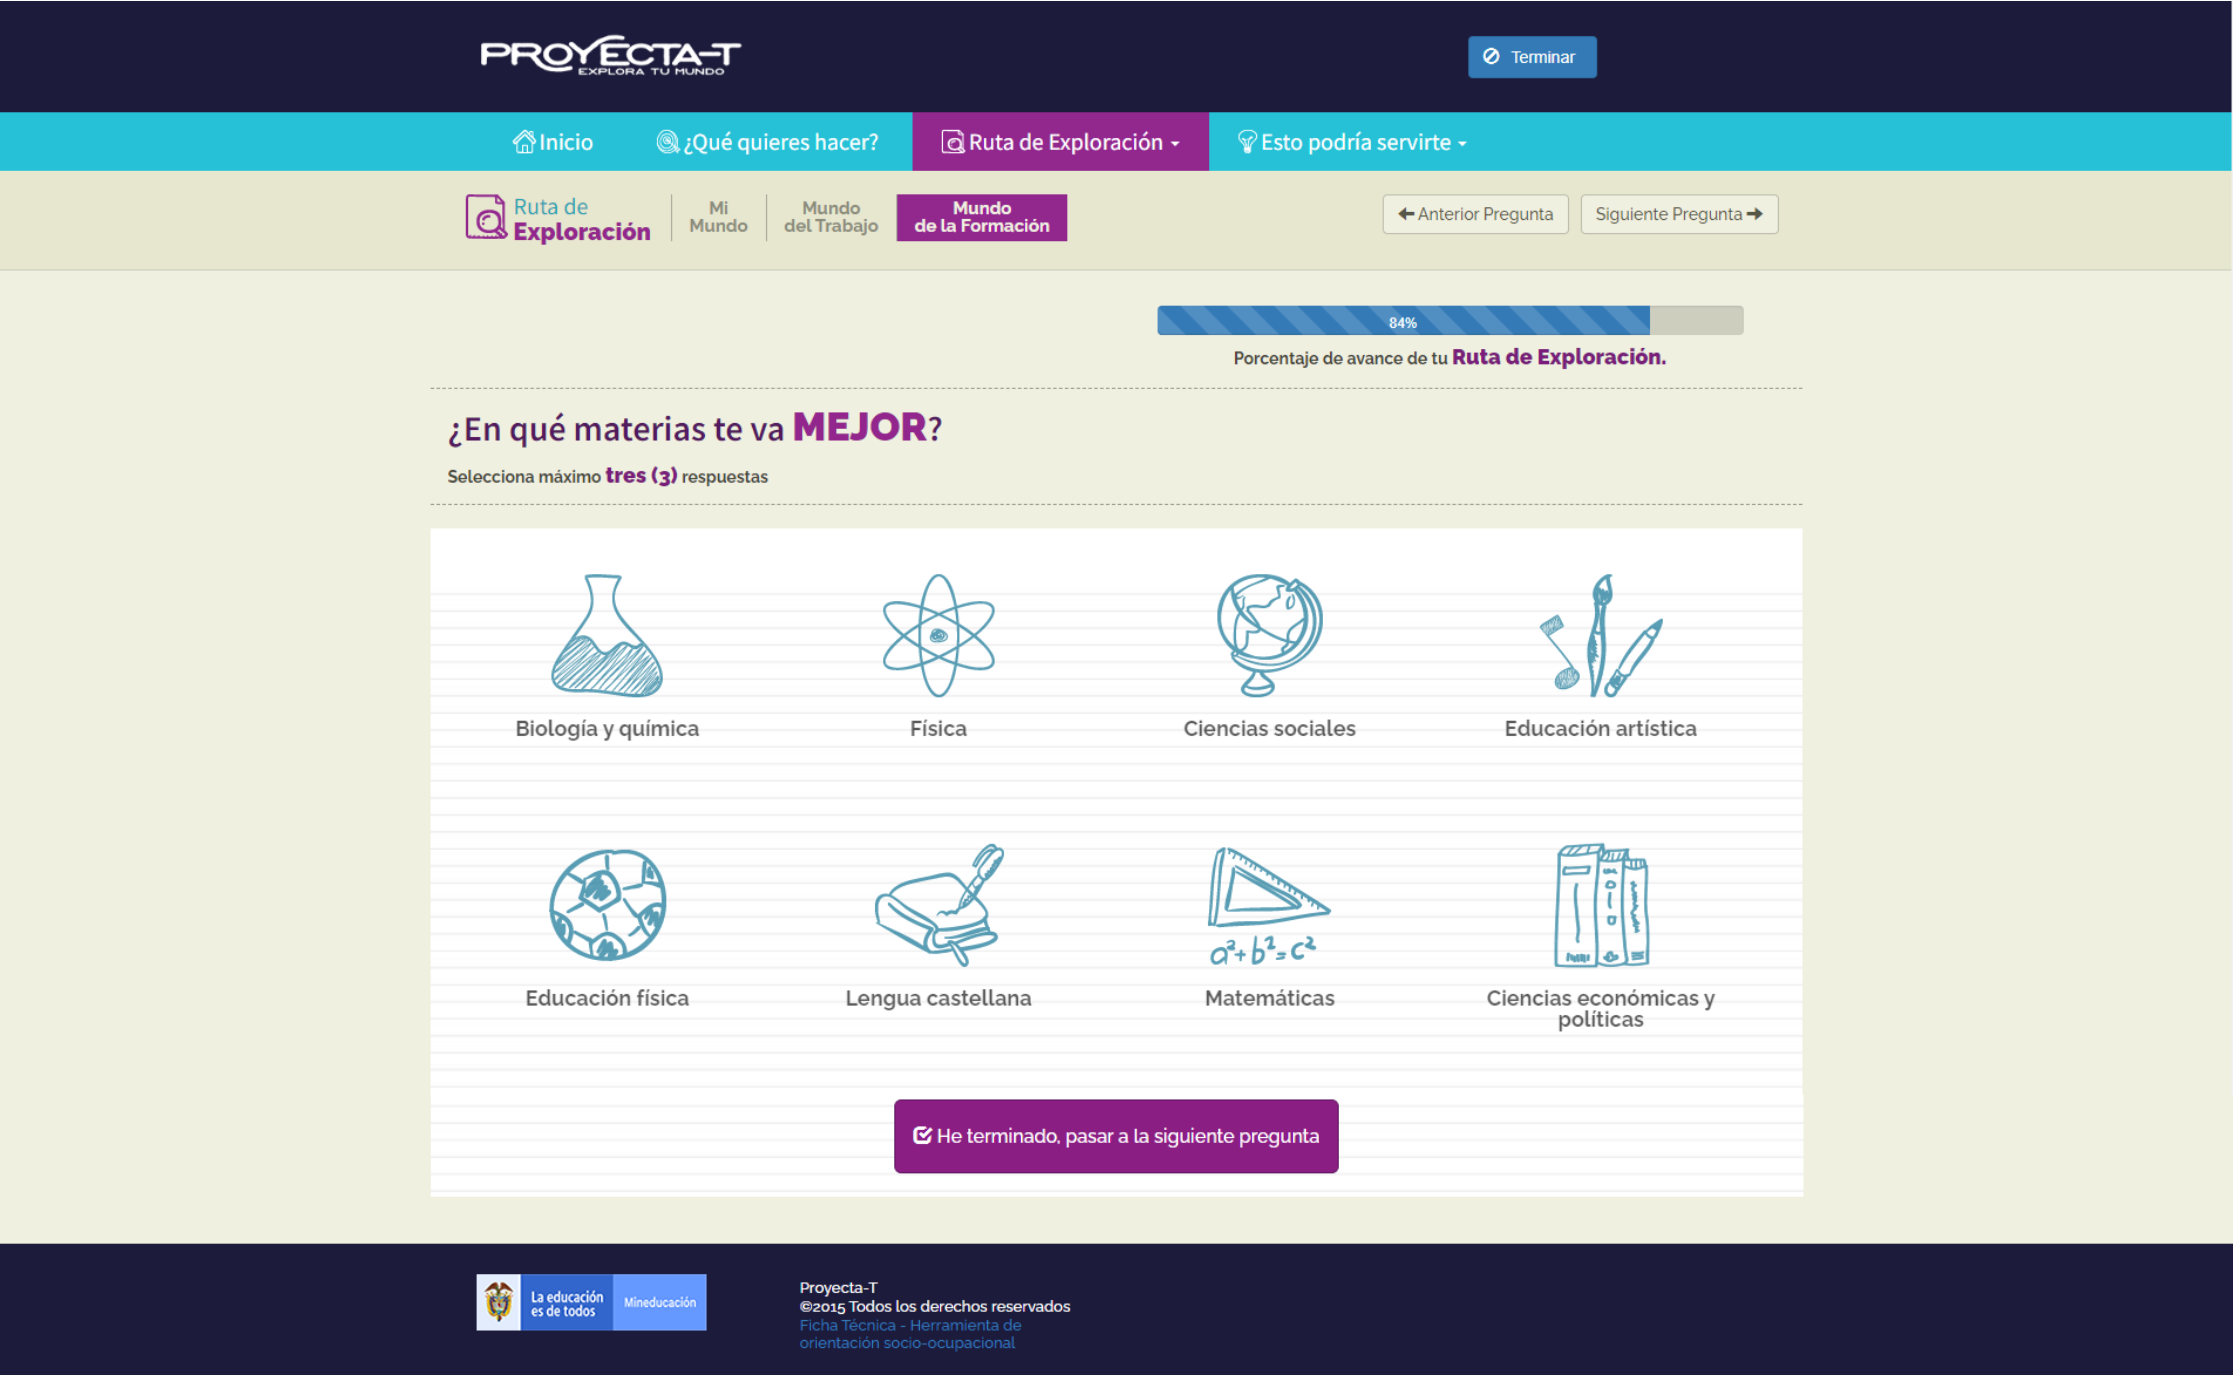 PROYECTA-T
EXPLORA TU MUNDO
Terminar
Inicio
¿Qué quieres hacer?
Ruta de Exploración
Esto podría servirte
Ruta de
Exploración
Mi
Mundo
Mundo
del Trabajo
Mundo
de la Formación
Anterior Pregunta
Siguiente Pregunta
84%
Porcentaje de avance de tu Ruta de Exploración.
¿En qué materias te va MEJOR?
Selecciona máximo tres (3) respuestas
Biología y química
Física
Ciencias sociales
Educación artística
a²+b²=c²
Educación física
Lengua castellana
Matemáticas
Ciencias económicas y
políticas
He terminado, pasar a la siguiente pregunta
La educación
es de todos
Mineducación
Proyecta-T
©2015 Todos los derechos reservados
Ficha Técnica - Herramienta de
orientación socio-ocupacional